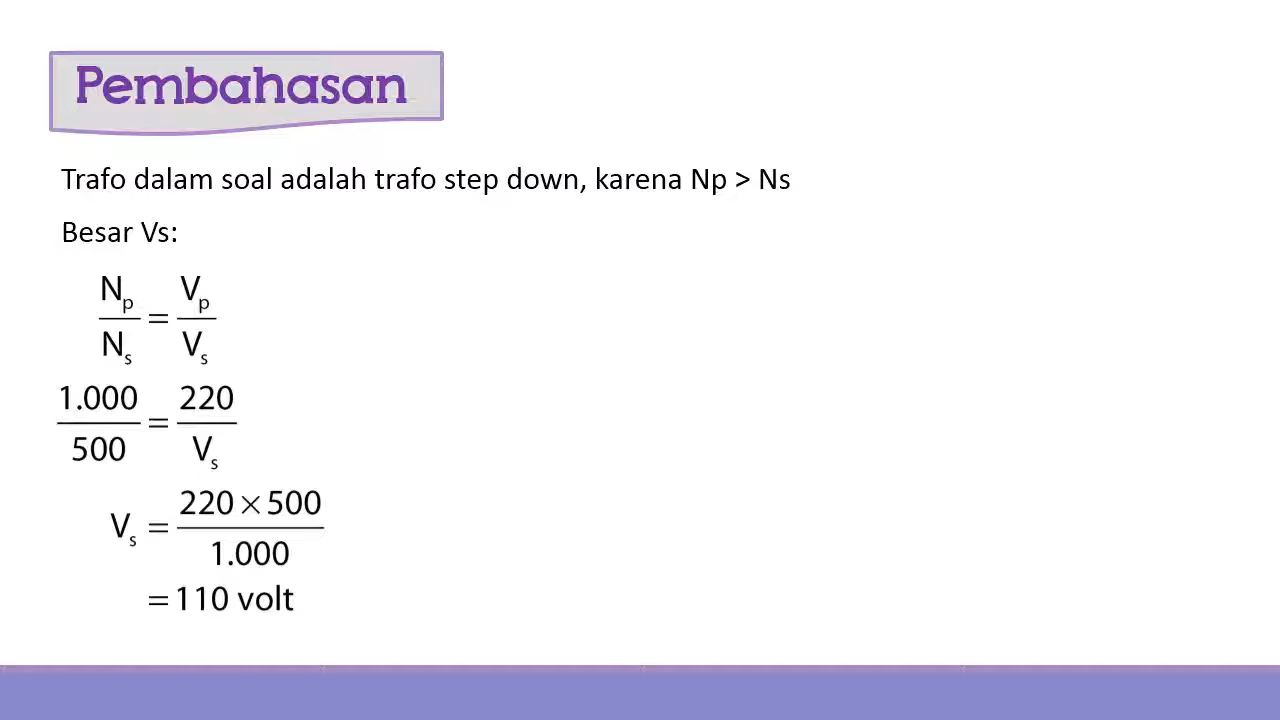 Pembahasan
Trafo dalam soal adalah trafo step down, karena Np > Ns
Besar Vs:
Np/Ns = Vp/Vs
1.000/500 = 220/Vs
Vs = 220 × 500/1.000
= 110 volt